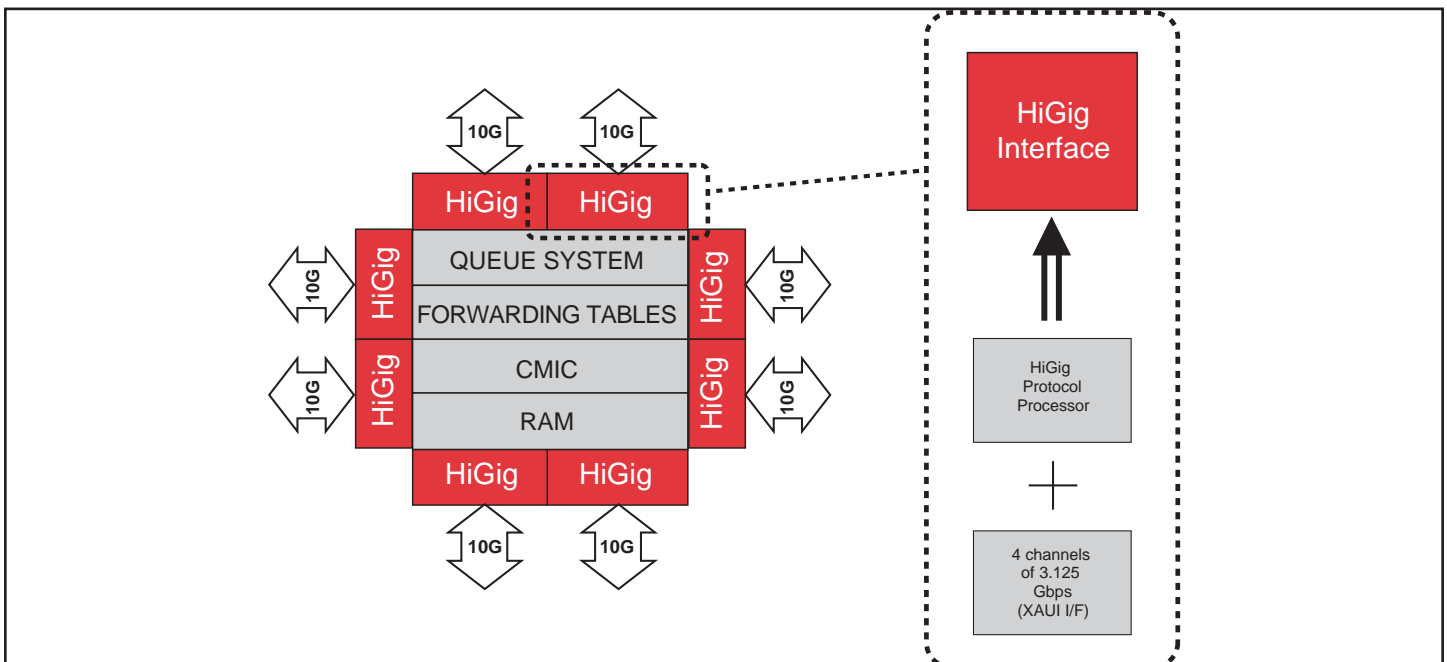 10G
10G
HiGig
Interface
HiGig
HiGig
HiGig
QUEUE SYSTEM
HiGig
10G
10G
FORWARDING TABLES
HiGig
CMIC
HiGig
10G
10G
RAM
HiGig
HiGig
10G
10G
HiGig
Protocol
Processor
4 channels
of 3.125
Gbps
(XAUI I/F)